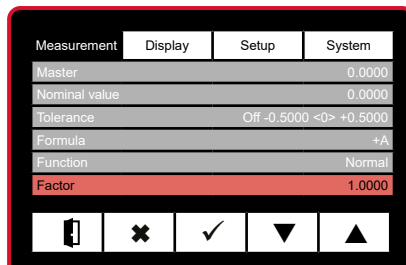 Measurement Display Setup System
Master 0.0000
Nominal value 0.0000
Tolerance Off -0.5000 <0> +0.5000
Formula +A
Function Normal
Factor 1.0000